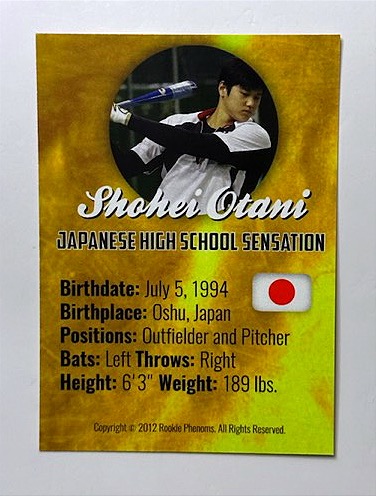 Shohei Otani
JAPANESE HIGH SCHOOL SENSATION
Birthdate: July 5, 1994
Birthplace: Oshu, Japan
Positions: Outfielder and Pitcher
Bats: Left Throws: Right
Height: 6'3" Weight: 189 lbs.
Copyright © 2012 Rookie Phenoms. All Rights Reserved.